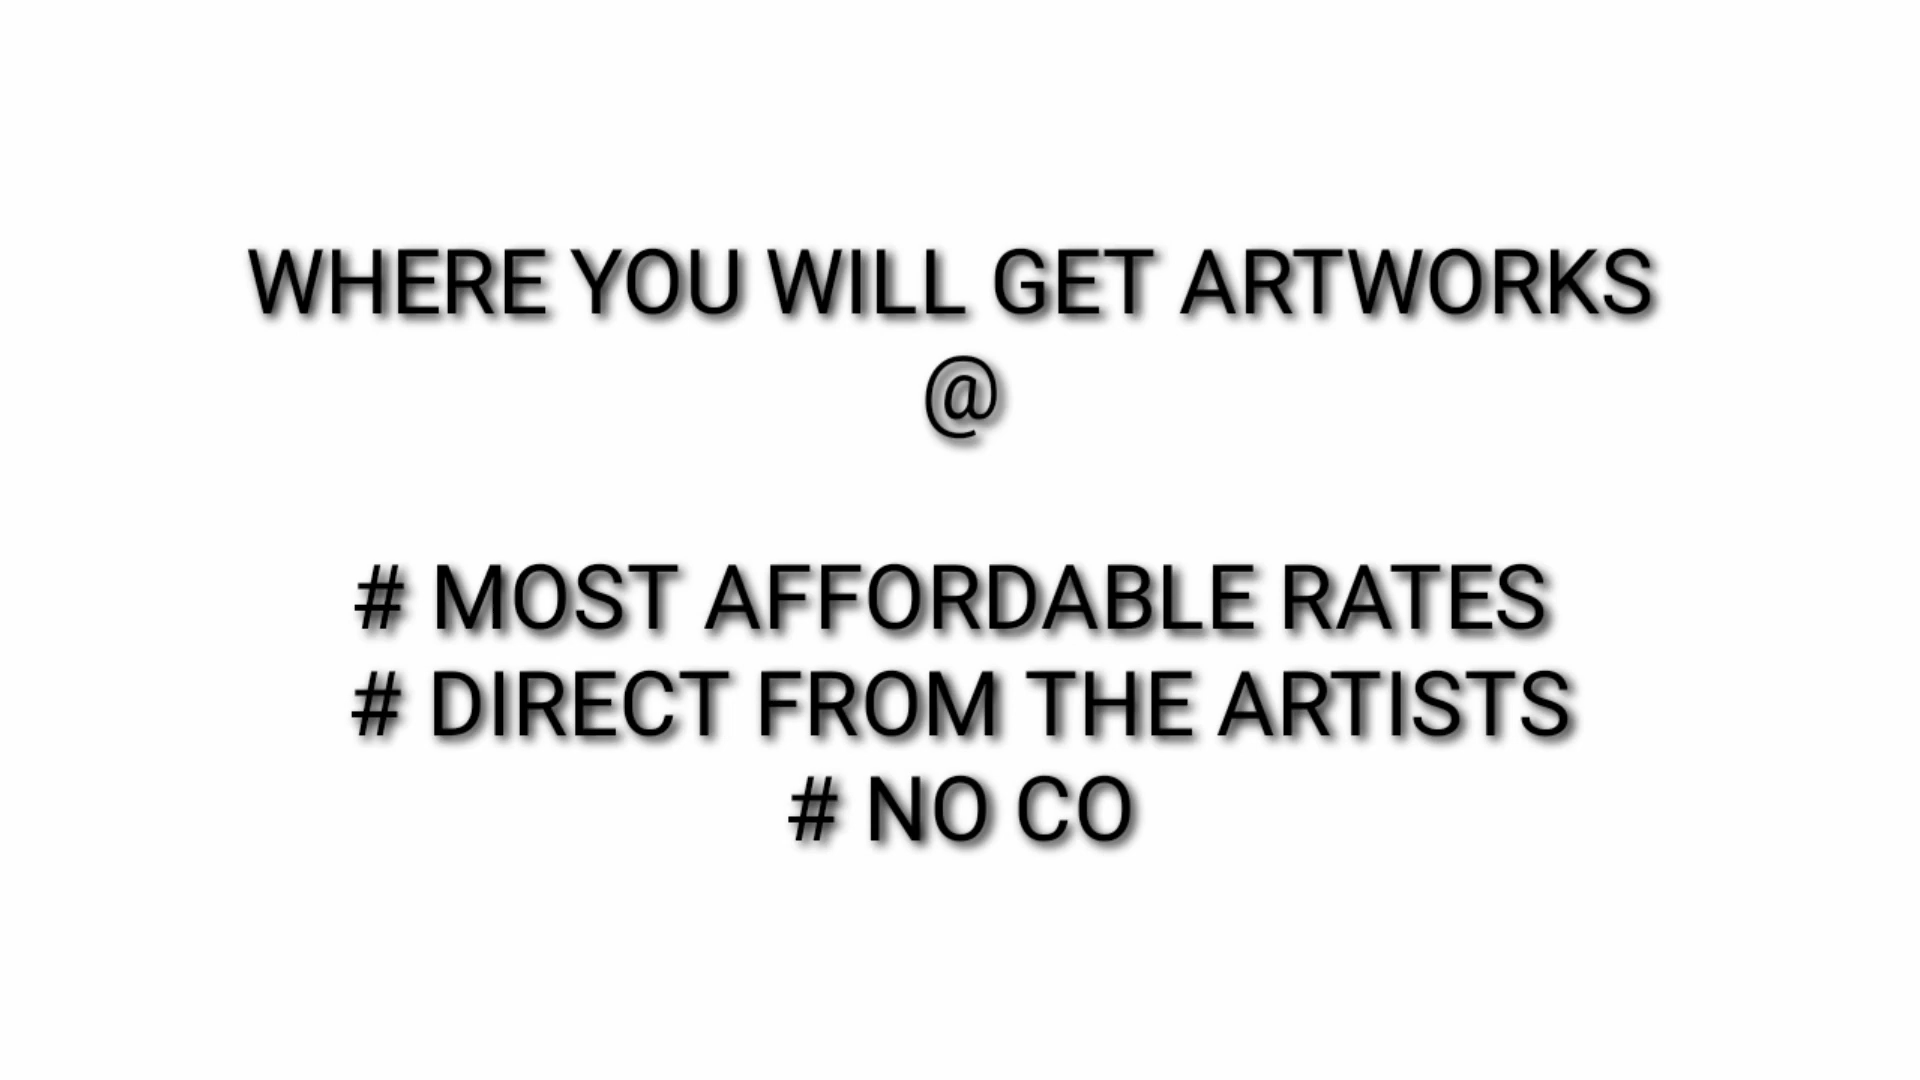 WHERE YOU WILL GET ARTWORKS
@
# MOST AFFORDABLE RATES
# DIRECT FROM THE ARTISTS
# NO CO